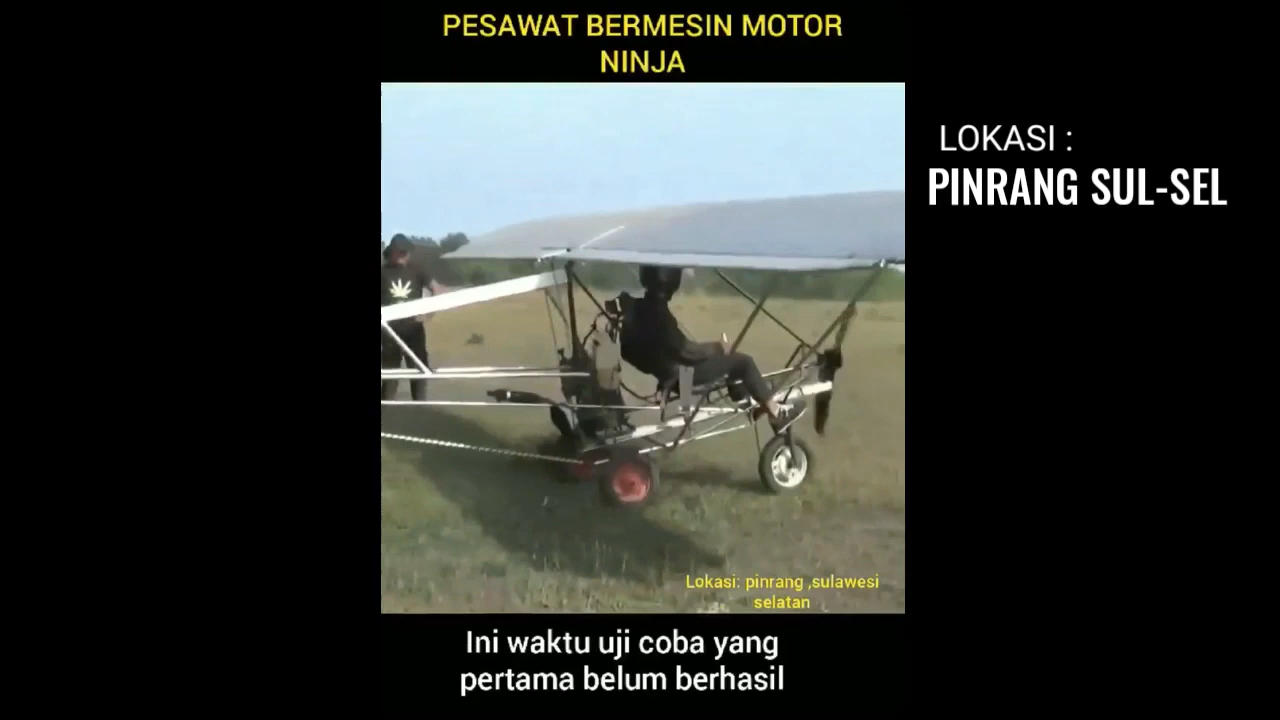 PESAWAT BERMESIN MOTOR
NINJA
LOKASI :
PINRANG SUL-SEL
Lokasi: pinrang ,sulawesi
selatan
Ini waktu uji coba yang
pertama belum berhasil